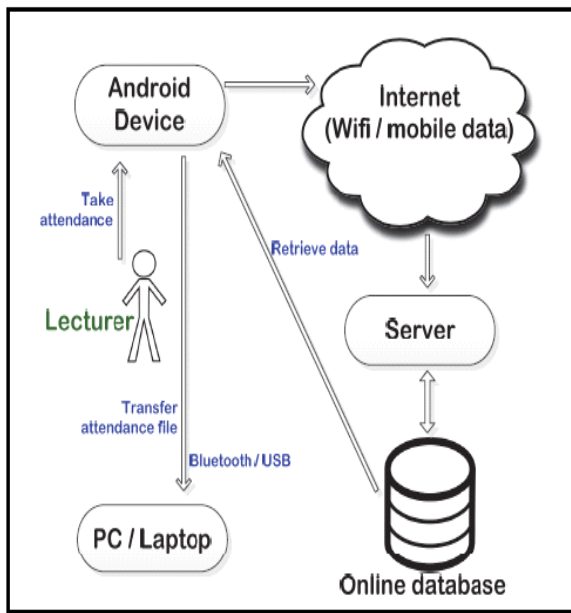 Android
Device
Internet
(Wifi / mobile data)
Take
attendance
Retrieve data
Lecturer
Server
Transfer
attendance file
Bluetooth / USB
PC / Laptop
Online database